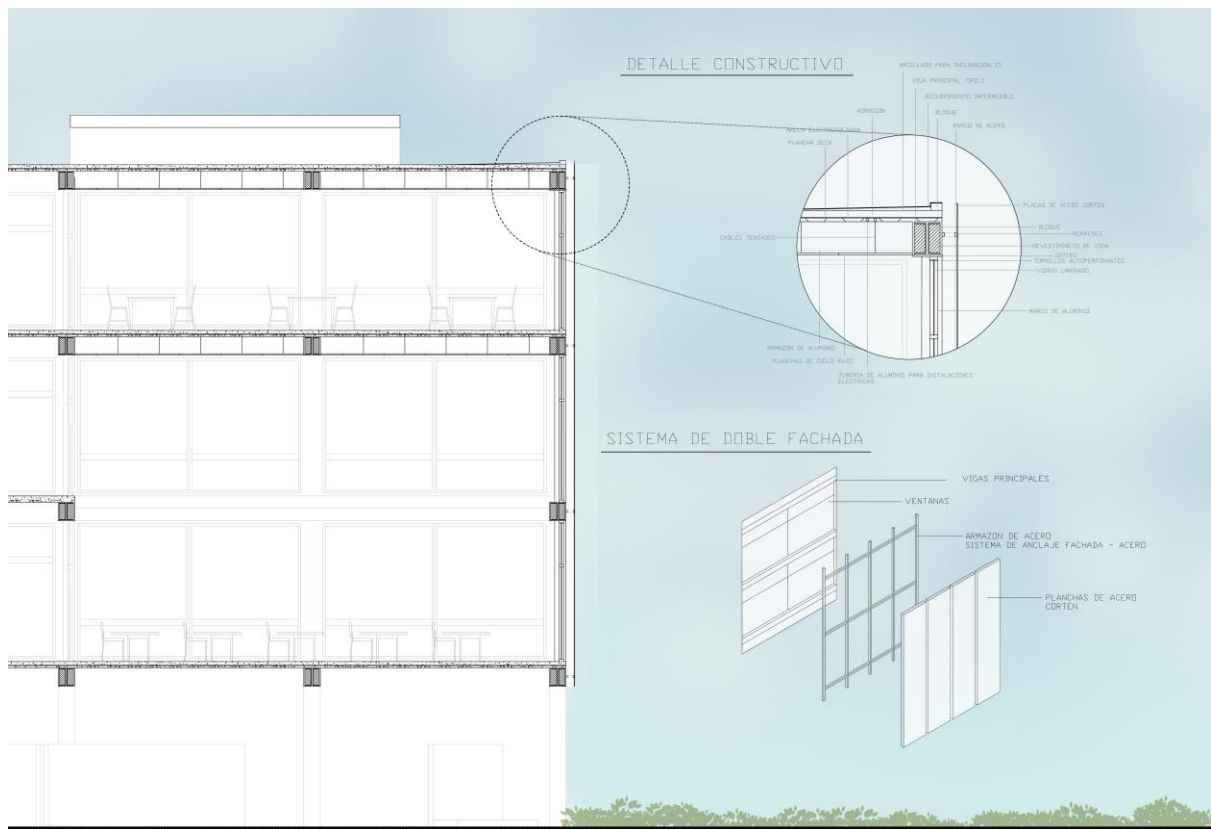 DETALLE CONSTRUCTIVO
MASILLADO PARA INCLINACION
VIGA PRINCIPAL TIPO I
RECUBRIMIENTO IMPERMEABLE
HORMIGON
BLOQUE
MALLA ELECTROSOLDADA
MARCO DE ACERO
PLANCHA DECK
PLACAS DE ACERO CORTEN
BLOQUE
CABLES TENSADOS
REMACHES
REVESTIMIENTO DE VIGA
GOTERO
TORNILLOS AUTOPERFORANTES
VIDRIO LAMINADO
MARCO DE ALUMINIO
ARMAZON DE ALUMINIO
PLANCHAS DE CIELO RAZO
TUBERIA DE ALUMINIO PARA INSTALACIONES
ELECTRICAS
SISTEMA DE DOBLE FACHADA
VIGAS PRINCIPALES
VENTANAS
ARMAZON DE ACERO
SISTEMA DE ANCLAJE FACHADA - ACERO
PLANCHAS DE ACERO
CORTEN